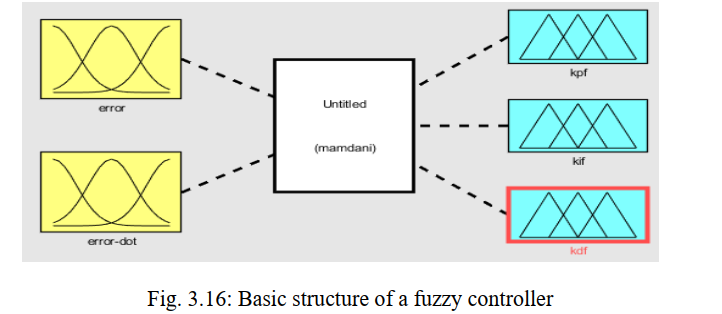 error
error-dot
Untitled
(mamdani)
kpf
kif
kdf
Fig. 3.16: Basic structure of a fuzzy controller